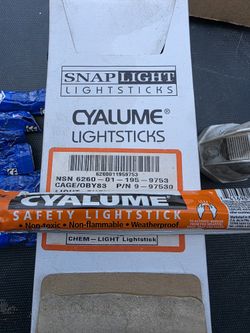 SNAPLIGHT
LIGHTSTICKS
CYALUME®
LIGHTSTICKS
6260011959753
NSN 6260-01-195-9753
CAGE/0BY83 P/N 9-97530
CYALUME
SAFETY LIGHTSTICK
•Non-toxic •Non-flammable •Weatherproof
CHEM-LIGHT Lightstick